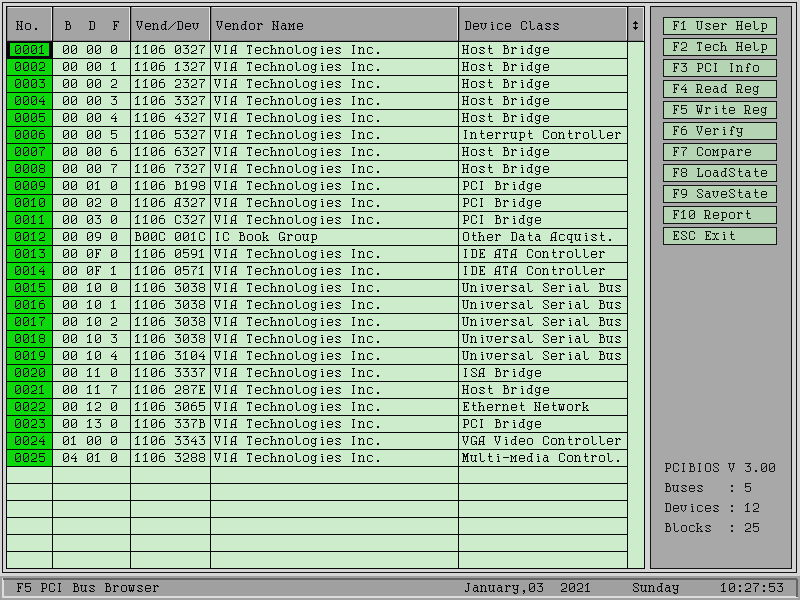 No. B D F Vend/Dev Vendor Name Device Class ↕
0001 00 00 0 1106 0327 VIA Technologies Inc. Host Bridge
0002 00 00 1 1106 1327 VIA Technologies Inc. Host Bridge
0003 00 00 2 1106 2327 VIA Technologies Inc. Host Bridge
0004 00 00 3 1106 3327 VIA Technologies Inc. Host Bridge
0005 00 00 4 1106 4327 VIA Technologies Inc. Host Bridge
0006 00 00 5 1106 5327 VIA Technologies Inc. Interrupt Controller
0007 00 00 6 1106 6327 VIA Technologies Inc. Host Bridge
0008 00 00 7 1106 7327 VIA Technologies Inc. Host Bridge
0009 00 01 0 1106 B198 VIA Technologies Inc. PCI Bridge
0010 00 02 0 1106 A327 VIA Technologies Inc. PCI Bridge
0011 00 03 0 1106 C327 VIA Technologies Inc. PCI Bridge
0012 00 09 0 B00C 001C IC Book Group Other Data Acquist.
0013 00 0F 0 1106 0591 VIA Technologies Inc. IDE ATA Controller
0014 00 0F 1 1106 0571 VIA Technologies Inc. IDE ATA Controller
0015 00 10 0 1106 3038 VIA Technologies Inc. Universal Serial Bus
0016 00 10 1 1106 3038 VIA Technologies Inc. Universal Serial Bus
0017 00 10 2 1106 3038 VIA Technologies Inc. Universal Serial Bus
0018 00 10 3 1106 3038 VIA Technologies Inc. Universal Serial Bus
0019 00 10 4 1106 3104 VIA Technologies Inc. Universal Serial Bus
0020 00 11 0 1106 3337 VIA Technologies Inc. ISA Bridge
0021 00 11 7 1106 287E VIA Technologies Inc. Host Bridge
0022 00 12 0 1106 3065 VIA Technologies Inc. Ethernet Network
0023 00 13 0 1106 337B VIA Technologies Inc. PCI Bridge
0024 01 00 0 1106 3343 VIA Technologies Inc. VGA Video Controller
0025 04 01 0 1106 3288 VIA Technologies Inc. Multi-media Control.
F1 User Help
F2 Tech Help
F3 PCI Info
F4 Read Reg
F5 Write Reg
F6 Verify
F7 Compare
F8 LoadState
F9 SaveState
F10 Report
ESC Exit
PCIBIOS V 3.00
Buses : 5
Devices : 12
Blocks : 25
F5 PCI Bus Browser January,03 2021 Sunday 10:27:53